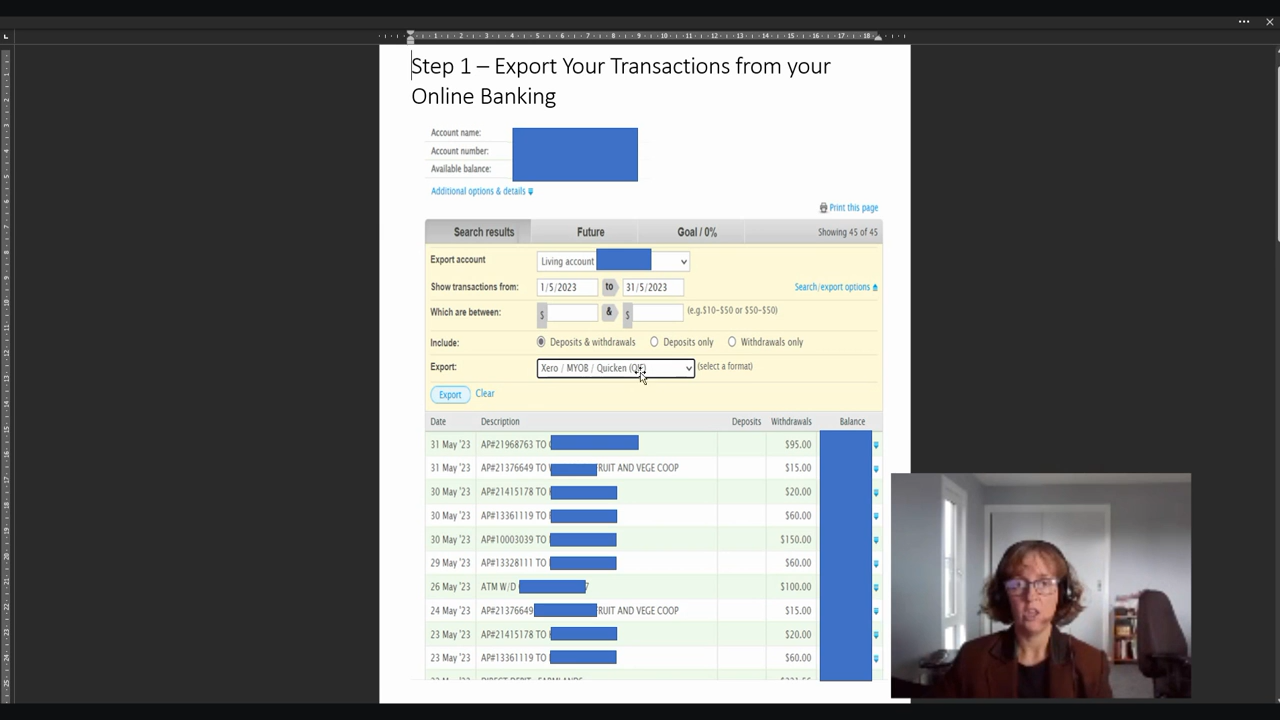 Step 1 – Export Your Transactions from your
Online Banking
Account name:
Account number:
Available balance:
Additional options & details
Print this page
Search results Future Goal / 0% Showing 45 of 45
Export account Living account
Show transactions from: 1/5/2023 to 31/5/2023 Search/export options
Which are between: $ & $ (e.g.$10-$50 or $50-$50)
Include: Deposits & withdrawals Deposits only Withdrawals only
Export: Xero / MYOB / Quicken (QIF) (select a format)
Export Clear
Date Description Deposits Withdrawals Balance
31 May '23 AP#21968763 TO $95.00
31 May '23 AP#21376649 TO RUIT AND VEGE COOP $15.00
30 May '23 AP#21415178 TO $20.00
30 May '23 AP#13361119 TO $60.00
30 May '23 AP#10003039 TO $150.00
29 May '23 AP#13328111 TO $60.00
26 May '23 ATM W/D 7 $100.00
24 May '23 AP#21376649 RUIT AND VEGE COOP $15.00
23 May '23 AP#21415178 TO $20.00
23 May '23 AP#13361119 TO $60.00